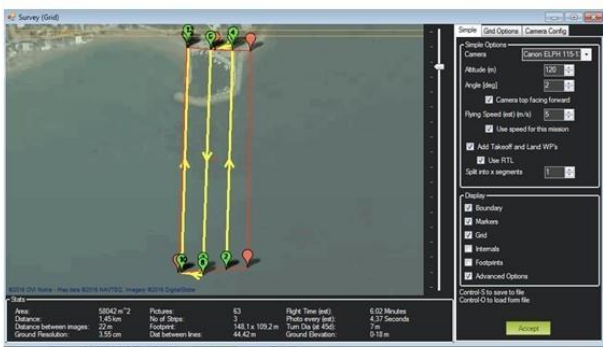 Survey (Grid)
Simple Grid Options Camera Config
Simple Options
Camera Canon ELPH 115-1
Altitude (m) 120
Angle [deg] 2
Camera top facing forward
Flying Speed (est) (m/s) 5
Use speed for this mission
Add Takeoff and Land WP's
Use RTL
Split into x segments 1
Display
Boundary
Markers
Grid
Internals
Footprints
Advanced Options
Control-S to save to file
Control-O to load form file
Accept
©2016 DVI Nokia - Map data ©2016 NAVTEQ, Imagery ©2016 DigitalGlobe
Stats
Area: 58042 m^2 Pictures: 63 Flight Time (est): 6:02 Minutes
Distance: 1,45 km No of Strips: 3 Photo every (est): 4,37 Seconds
Distance between images: 22 m Footprint: 148,1 x 109,2 m Turn Dia (at 45d): 7 m
Ground Resolution: 3.55 cm Dist between lines: 44,42 m Ground Elevation: 0-18 m